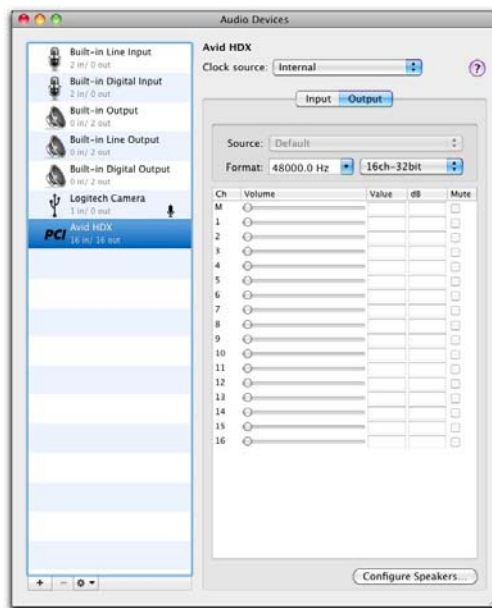 Audio Devices
Built-in Line Input
2 in/ 0 out
Built-in Digital Input
2 in/ 0 out
Built-in Output
0 in/ 2 out
Built-in Line Output
0 in/ 2 out
Built-in Digital Output
0 in/ 2 out
Logitech Camera
1 in/ 0 out
PCI
Avid HDX
16 in/ 16 out
+ −
Avid HDX
Clock source: Internal
?
Input Output
Source: Default
Format: 48000.0 Hz 16ch-32bit
Ch Volume Value dB Mute
M
1
2
3
4
5
6
7
8
9
10
11
12
13
14
15
16
Configure Speakers...